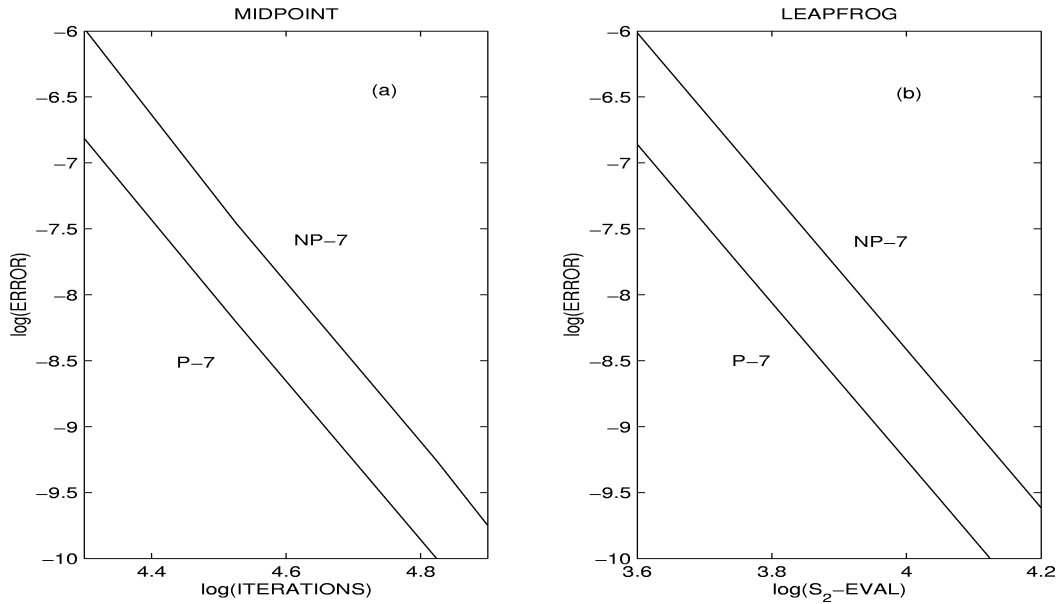 MIDPOINT
−6
−6.5
−7
−7.5
−8
−8.5
−9
−9.5
−10
log(ERROR)
(a)
NP−7
P−7
4.4
4.6
4.8
log(ITERATIONS)
LEAPFROG
−6
−6.5
−7
−7.5
−8
−8.5
−9
−9.5
−10
log(ERROR)
(b)
NP−7
P−7
3.6
3.8
4
4.2
log(S₂−EVAL)